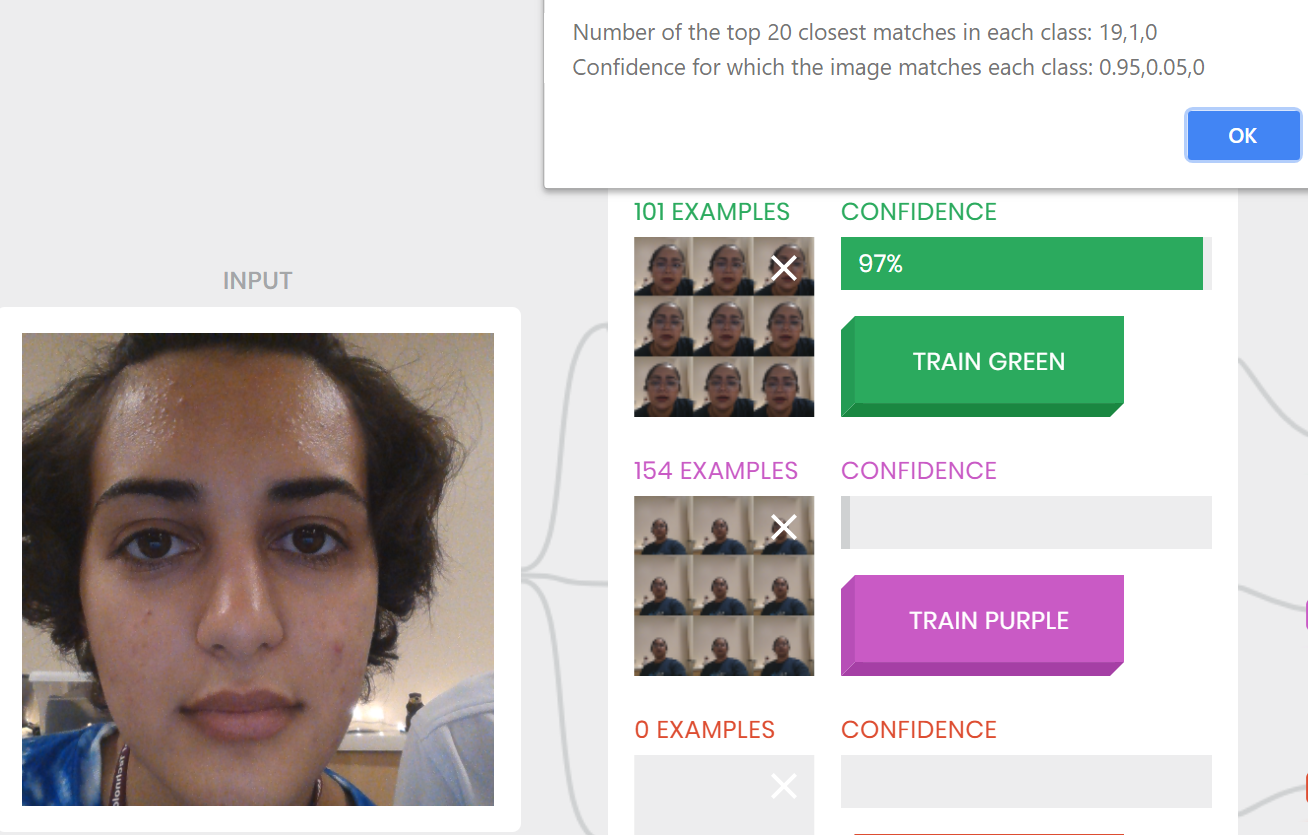 Number of the top 20 closest matches in each class: 19,1,0
Confidence for which the image matches each class: 0.95,0.05,0
OK
101 EXAMPLES
CONFIDENCE
97%
INPUT
TRAIN GREEN
154 EXAMPLES
CONFIDENCE
TRAIN PURPLE
0 EXAMPLES
CONFIDENCE